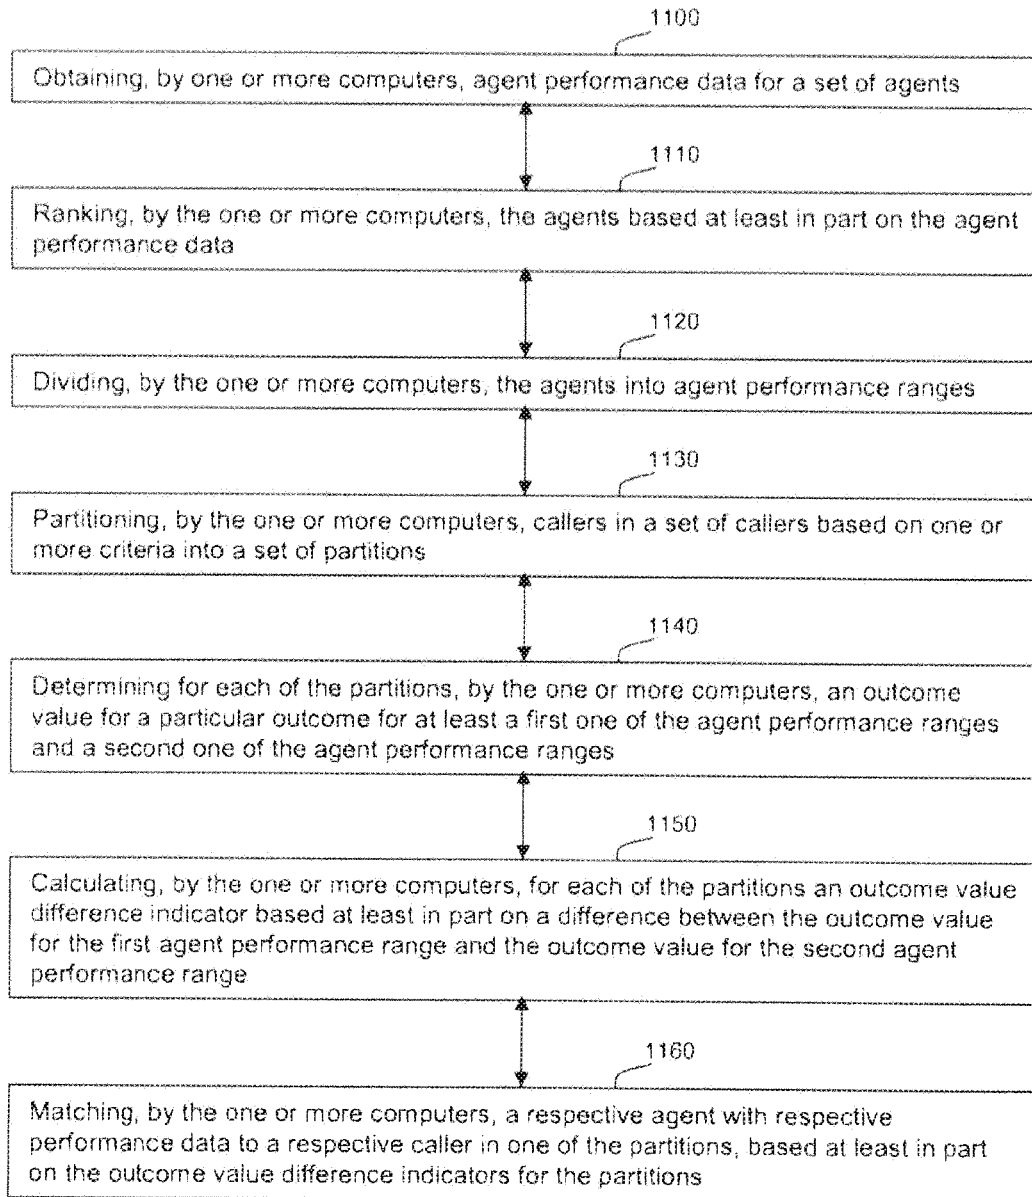 1100
Obtaining, by one or more computers, agent performance data for a set of agents
1110
Ranking, by the one or more computers, the agents based at least in part on the agent
performance data
1120
Dividing, by the one or more computers, the agents into agent performance ranges
1130
Partitioning, by the one or more computers, callers in a set of callers based on one or
more criteria into a set of partitions
1140
Determining for each of the partitions, by the one or more computers, an outcome
value for a particular outcome for at least a first one of the agent performance ranges
and a second one of the agent performance ranges
1150
Calculating, by the one or more computers, for each of the partitions an outcome value
difference indicator based at least in part on a difference between the outcome value
for the first agent performance range and the outcome value for the second agent
performance range
1160
Matching, by the one or more computers, a respective agent with respective
performance data to a respective caller in one of the partitions, based at least in part
on the outcome value difference indicators for the partitions